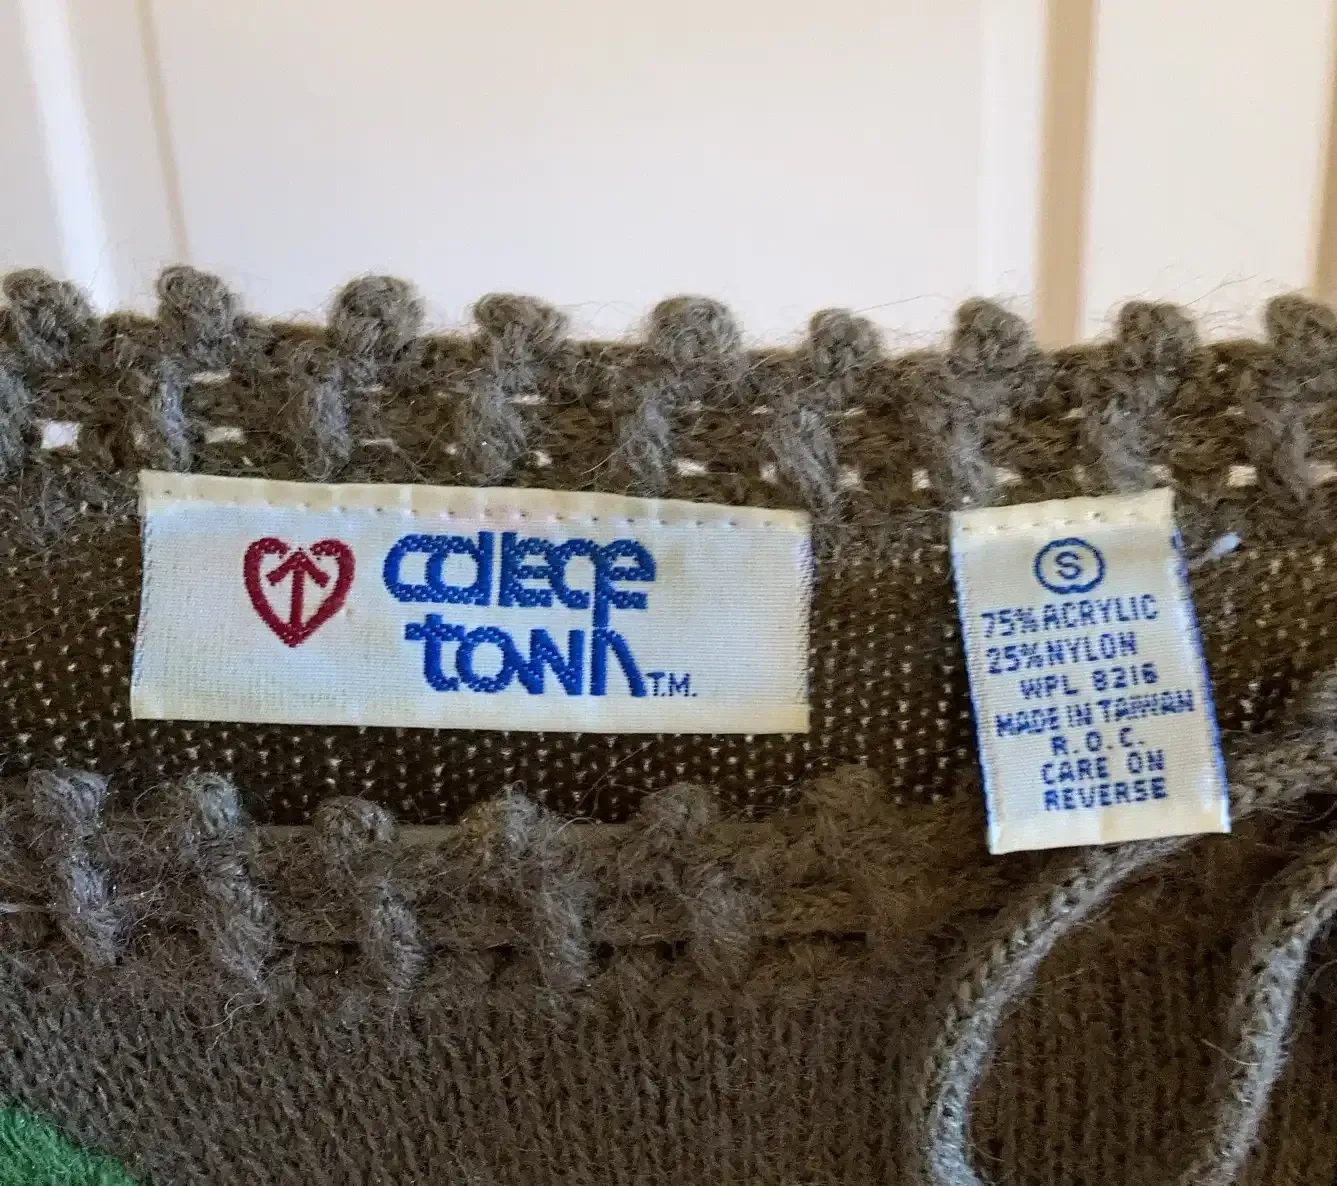 college
town T.M.
S
75% ACRYLIC
25% NYLON
WPL 8216
MADE IN TAIWAN
R.O.C.
CARE ON
REVERSE